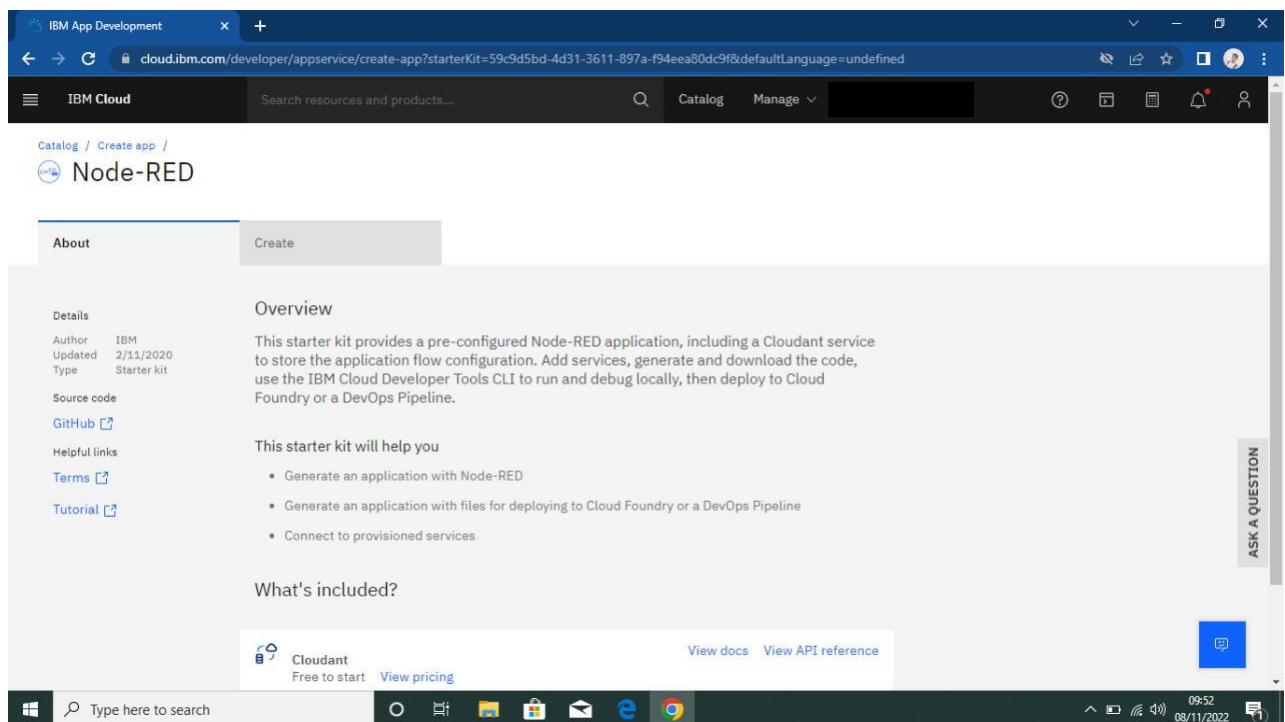 IBM App Development
cloud.ibm.com/developer/appservice/create-app?starterKit=59c9d5bd-4d31-3611-897a-f94eea80dc9f&defaultLanguage=undefined
IBM Cloud
Search resources and products...
Catalog
Manage
Catalog / Create app /
Node-RED
About
Create
Details
Author IBM
Updated 2/11/2020
Type Starter kit
Source code
GitHub
Helpful links
Terms
Tutorial
Overview
This starter kit provides a pre-configured Node-RED application, including a Cloudant service
to store the application flow configuration. Add services, generate and download the code,
use the IBM Cloud Developer Tools CLI to run and debug locally, then deploy to Cloud
Foundry or a DevOps Pipeline.
This starter kit will help you
• Generate an application with Node-RED
• Generate an application with files for deploying to Cloud Foundry or a DevOps Pipeline
• Connect to provisioned services
What's included?
Cloudant
Free to start View pricing
View docs View API reference
ASK A QUESTION
Type here to search
09:52
08/11/2022
1